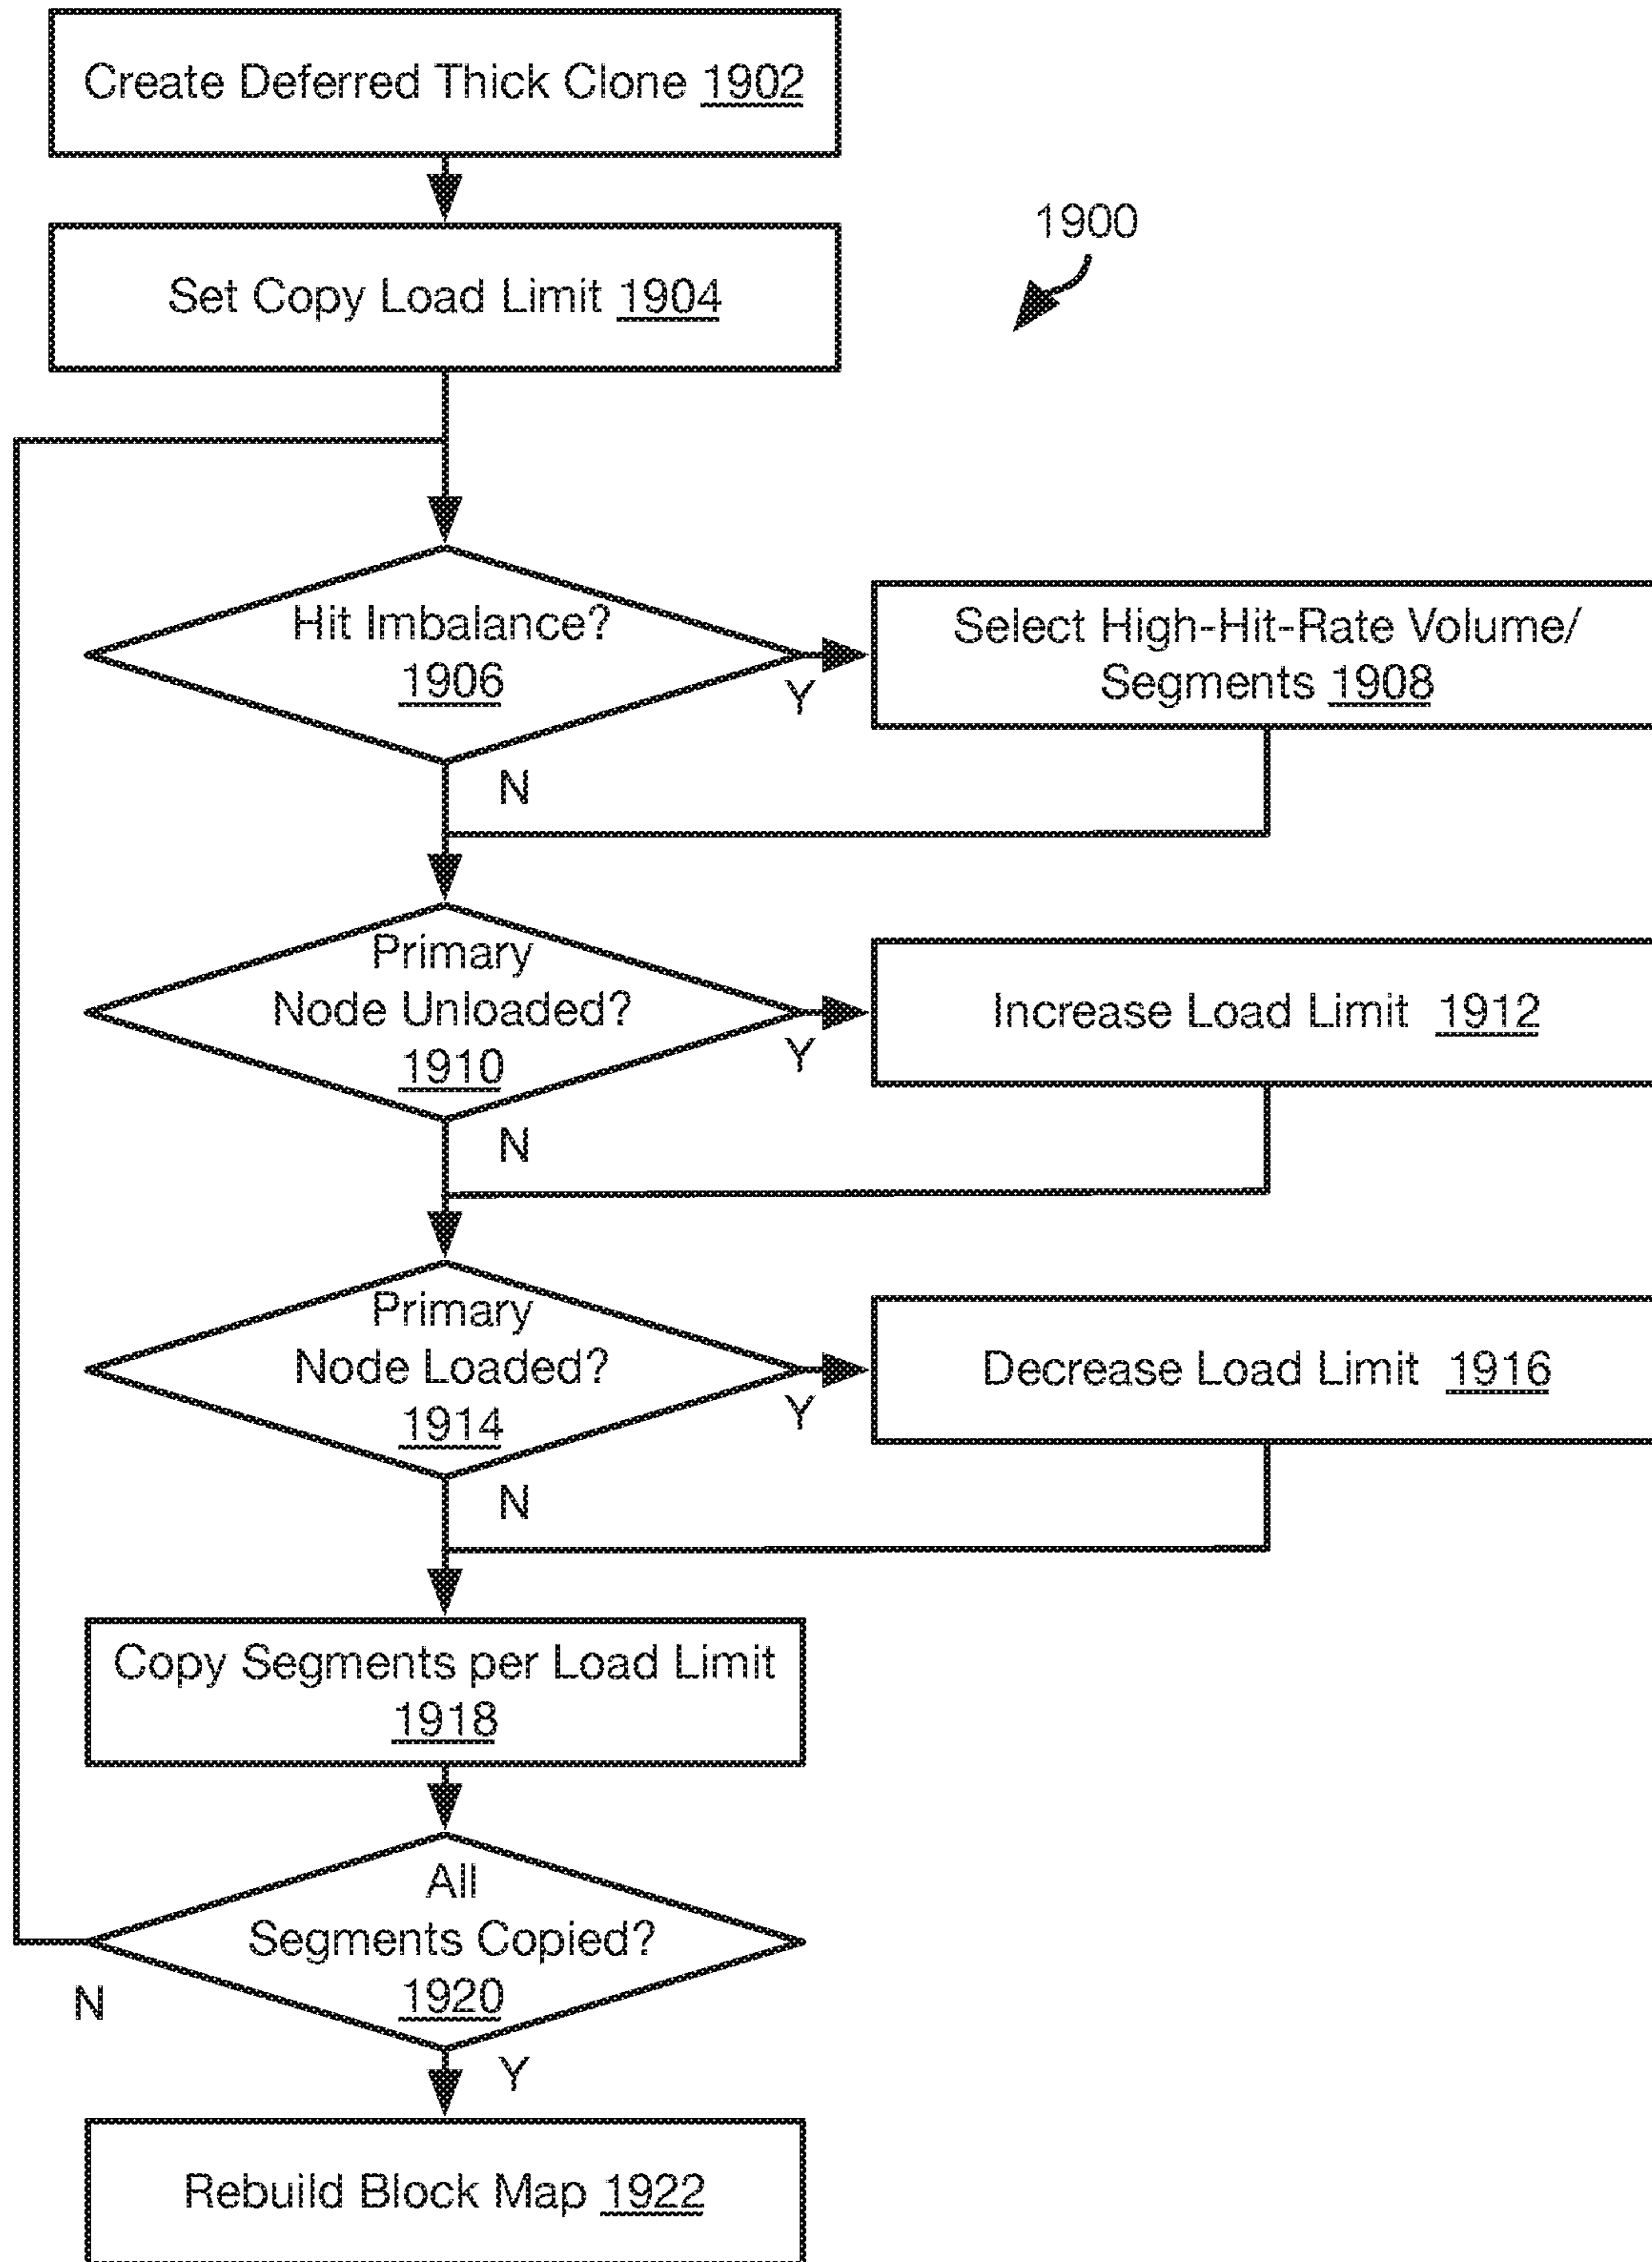 Create Deferred Thick Clone 1902
1900
Set Copy Load Limit 1904
Hit Imbalance?
1906
Y
N
Select High-Hit-Rate Volume/
Segments 1908
Primary
Node Unloaded?
1910
Y
N
Increase Load Limit 1912
Primary
Node Loaded?
1914
Y
N
Decrease Load Limit 1916
Copy Segments per Load Limit
1918
All
Segments Copied?
1920
N
Y
Rebuild Block Map 1922